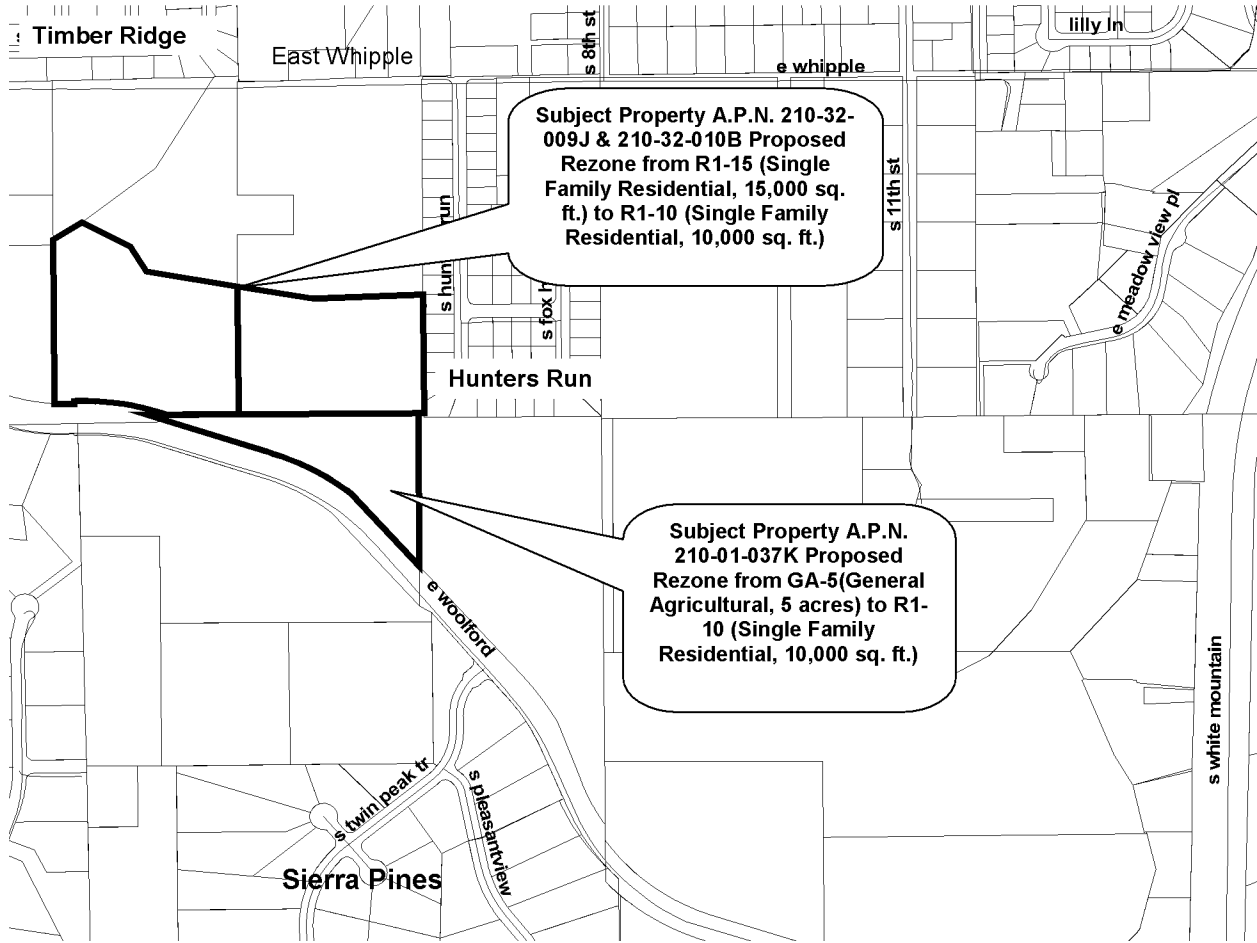 Timber Ridge
East Whipple
s 8th st
e whipple
lilly ln
Subject Property A.P.N. 210-32-
009J & 210-32-010B Proposed
Rezone from R1-15 (Single
Family Residential, 15,000 sq.
ft.) to R1-10 (Single Family
Residential, 10,000 sq. ft.)
s 11th st
e meadow view pl
s hun
run
s fox h
Hunters Run
Subject Property A.P.N.
210-01-037K Proposed
Rezone from GA-5(General
Agricultural, 5 acres) to R1-
10 (Single Family
Residential, 10,000 sq. ft.)
e woolford
s white mountain
s twin peak tr
s pleasantview
Sierra Pines